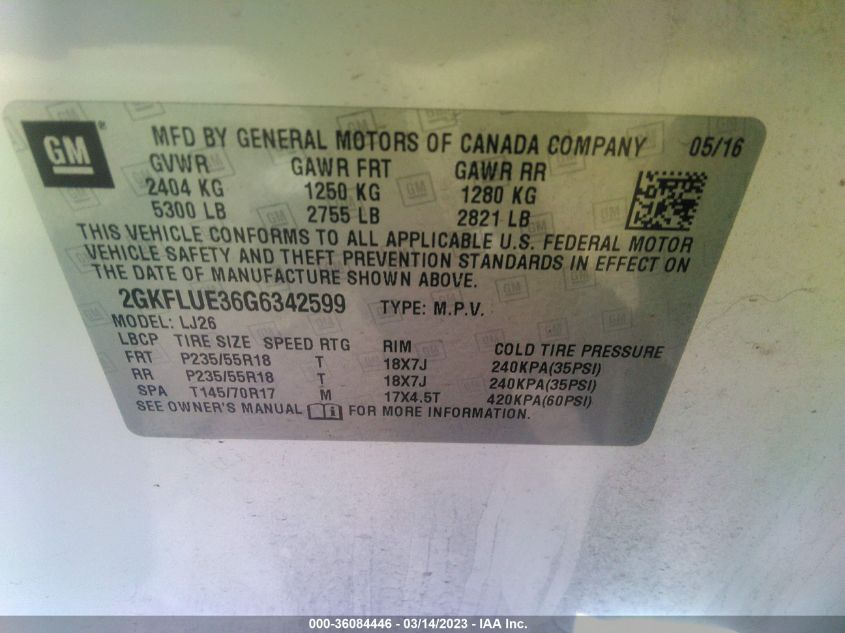 GM ®
MFD BY GENERAL MOTORS OF CANADA COMPANY 05/16
GVWR GAWR FRT GAWR RR
2404 KG 1250 KG 1280 KG
5300 LB 2755 LB 2821 LB
THIS VEHICLE CONFORMS TO ALL APPLICABLE U.S. FEDERAL MOTOR
VEHICLE SAFETY AND THEFT PREVENTION STANDARDS IN EFFECT ON
THE DATE OF MANUFACTURE SHOWN ABOVE.
2GKFLUE36G6342599 TYPE: M.P.V.
MODEL: LJ26
LBCP TIRE SIZE SPEED RTG RIM COLD TIRE PRESSURE
FRT P235/55R18 T 18X7J 240KPA(35PSI)
RR P235/55R18 T 18X7J 240KPA(35PSI)
SPA T145/70R17 M 17X4.5T 420KPA(60PSI)
SEE OWNER'S MANUAL FOR MORE INFORMATION.
000-36084446 - 03/14/2023 - IAA Inc.